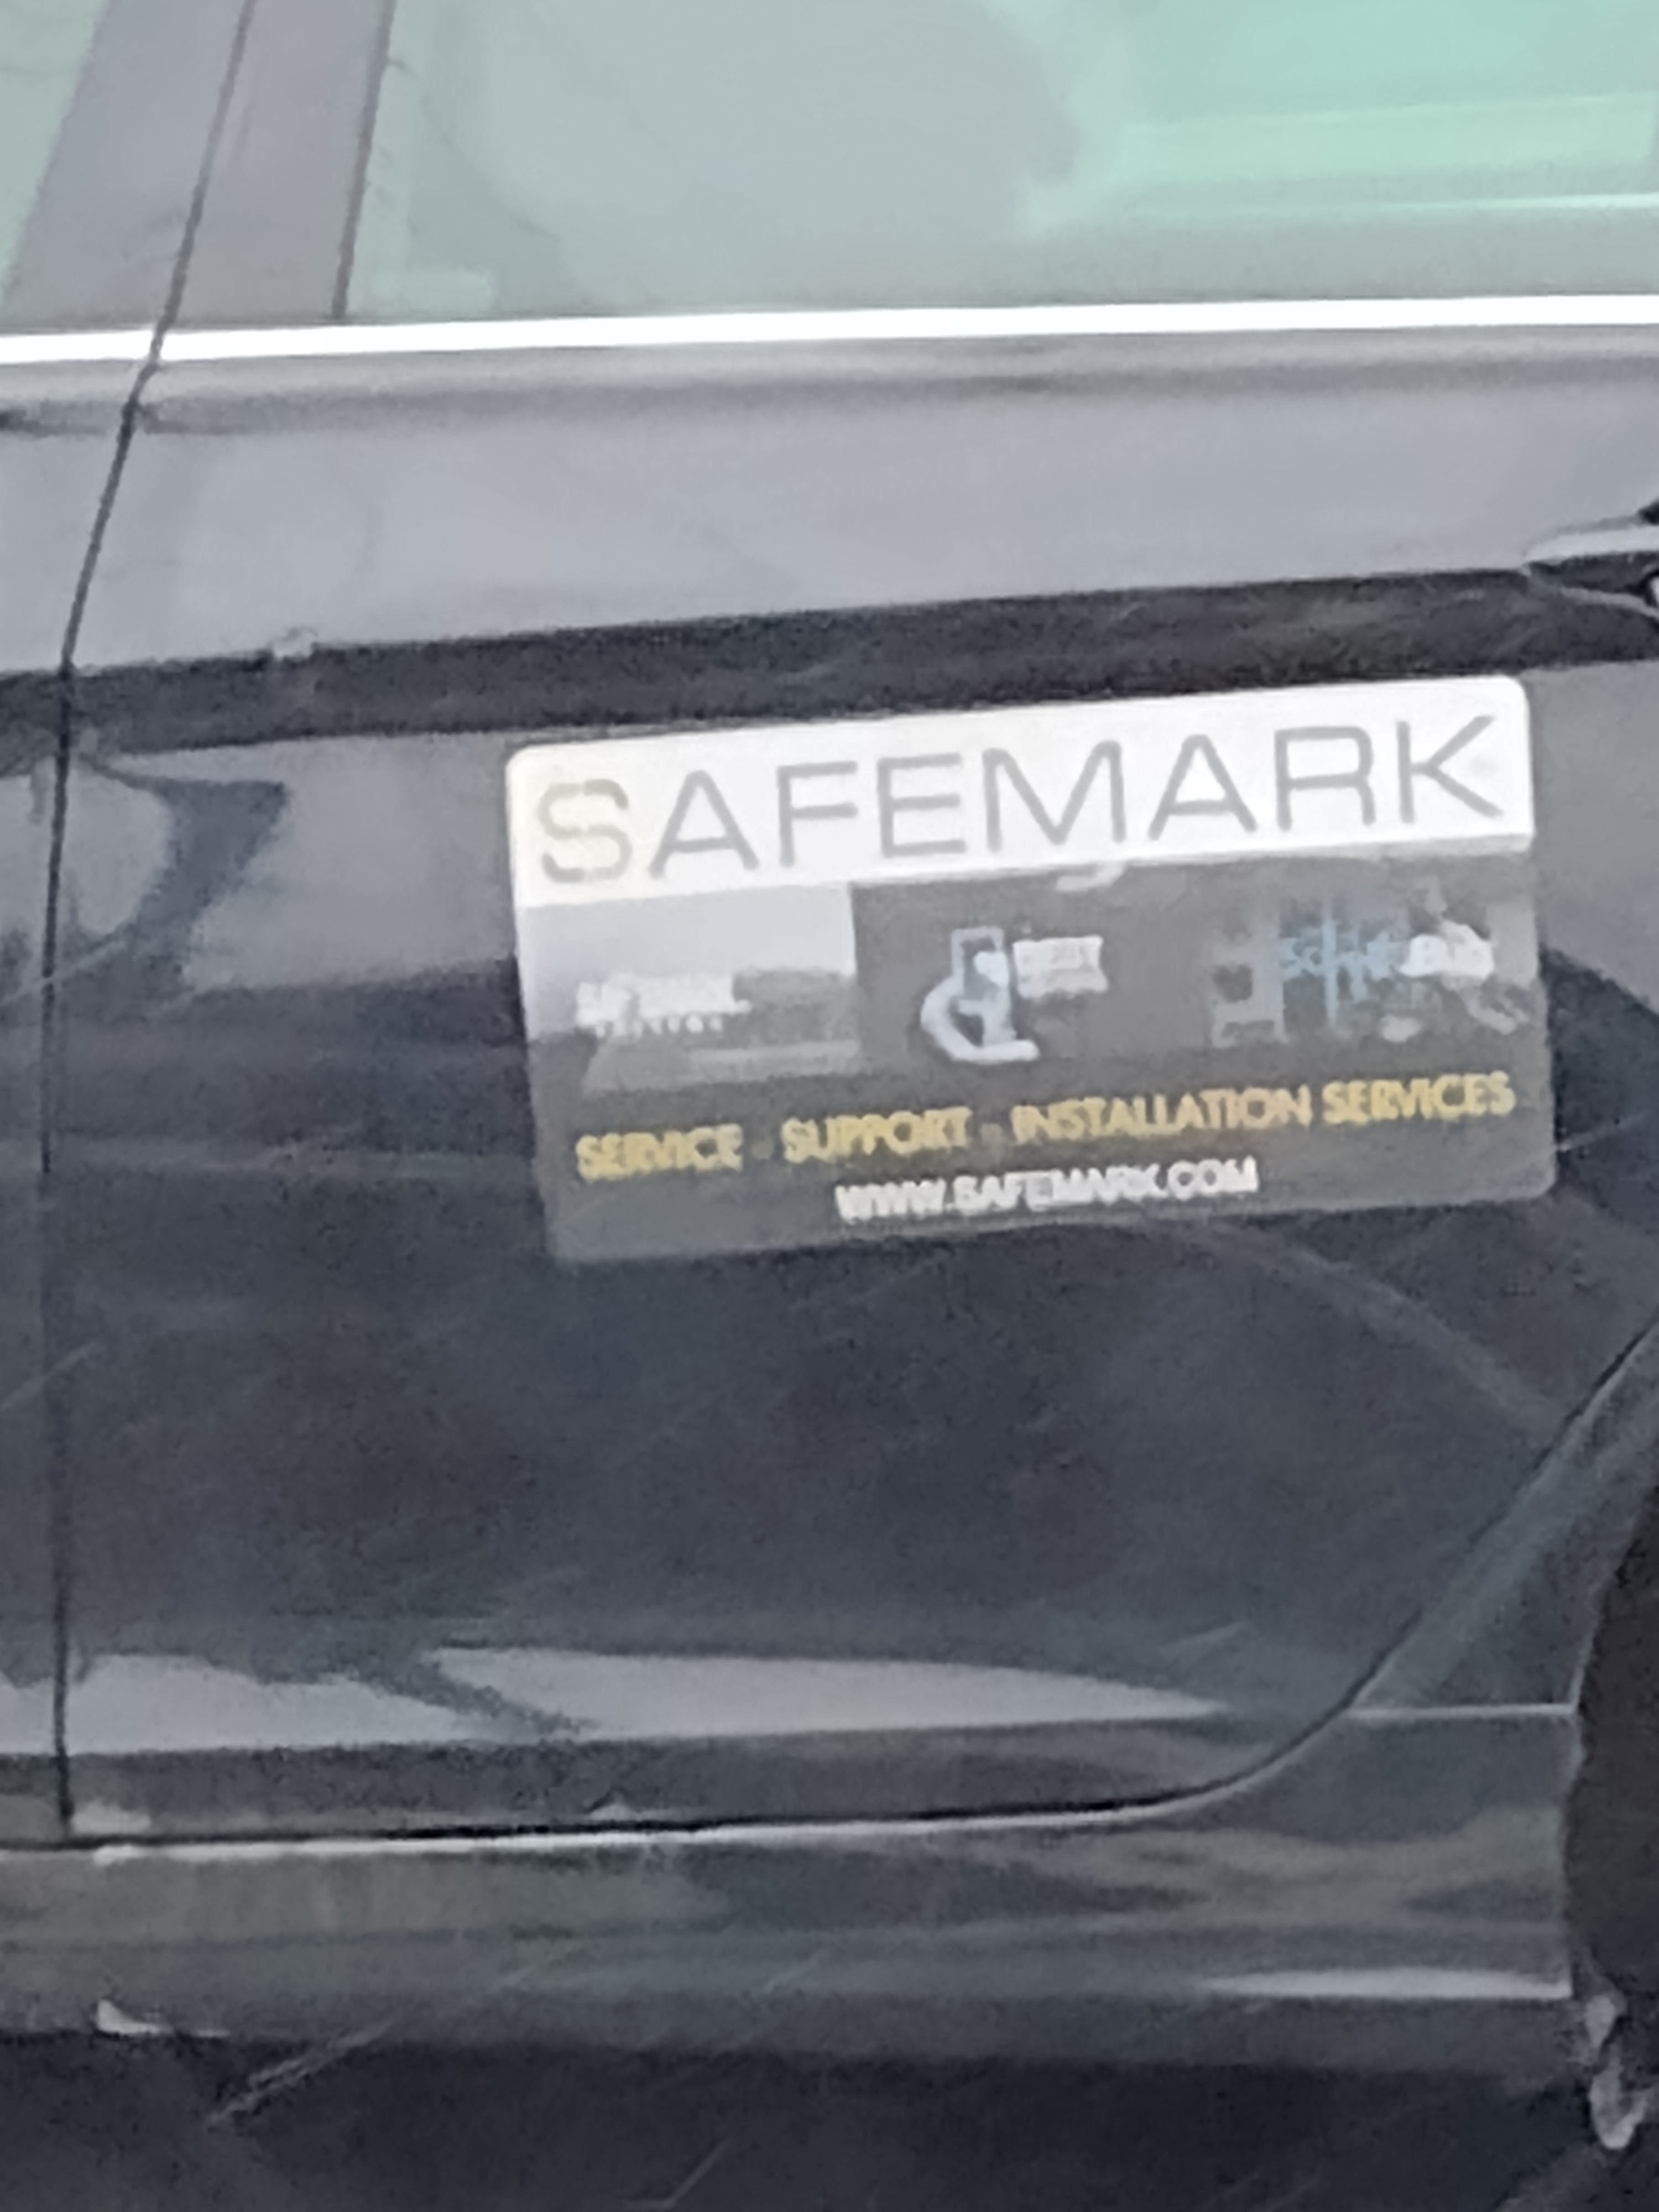 SAFEMARK
SERVICE - SUPPORT - INSTALLATION SERVICES
WWW.SAFEMARK.COM